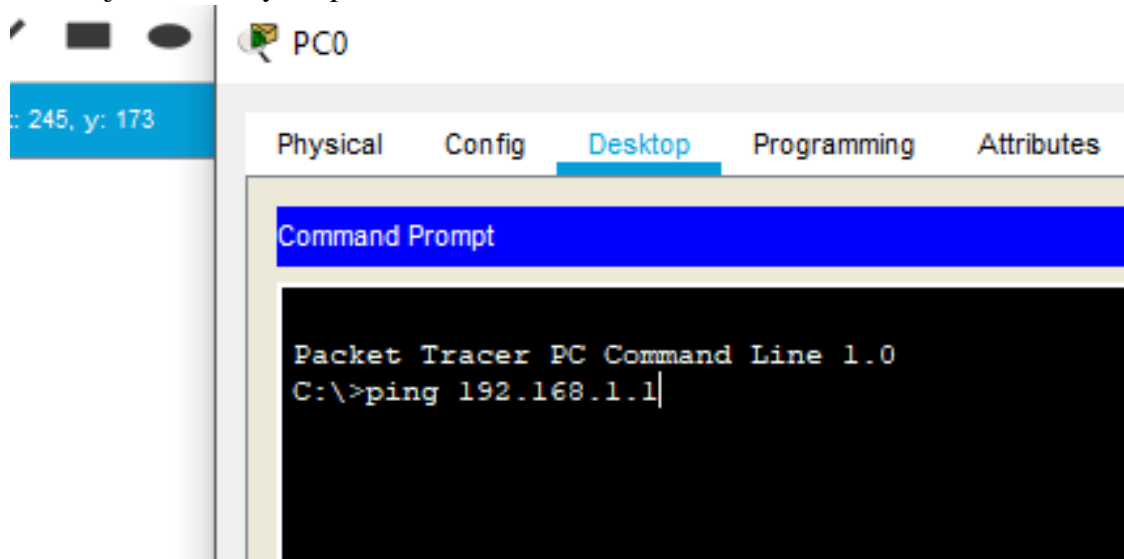 PC0
: 245, y: 173
Physical Config Desktop Programming Attributes
Command Prompt
Packet Tracer PC Command Line 1.0
C:\>ping 192.168.1.1